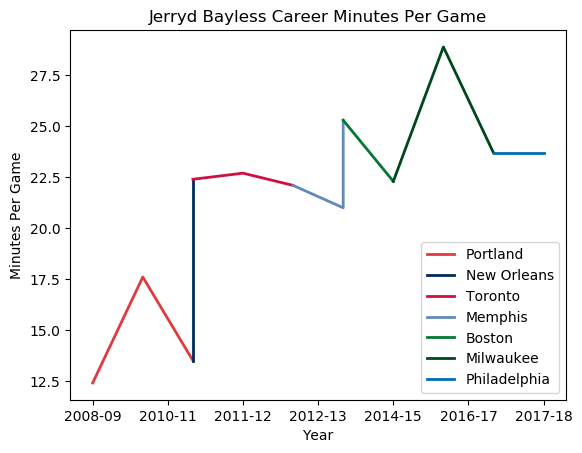 Jerryd Bayless Career Minutes Per Game
Minutes Per Game
27.5
25.0
22.5
20.0
17.5
15.0
12.5
Portland
New Orleans
Toronto
Memphis
Boston
Milwaukee
Philadelphia
2008-09 2010-11 2011-12 2012-13 2014-15 2016-17 2017-18
Year